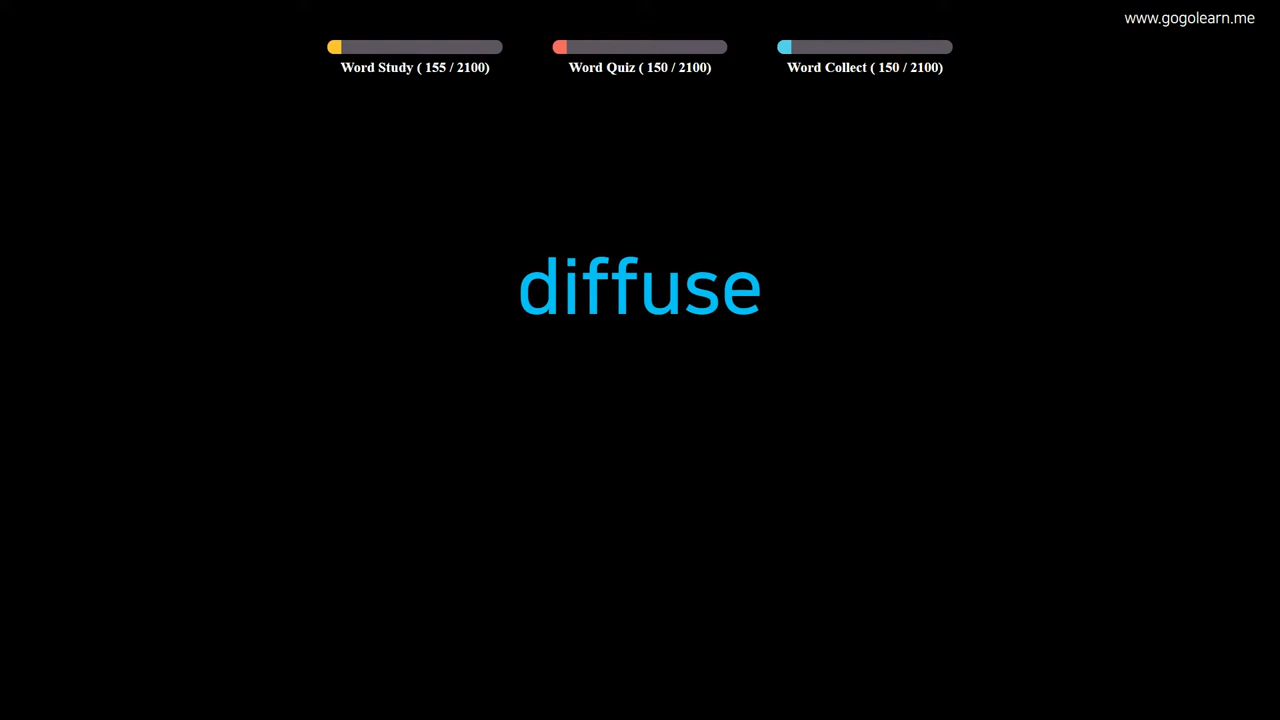 www.gogolearn.me
Word Study ( 155 / 2100)
Word Quiz ( 150 / 2100)
Word Collect ( 150 / 2100)
diffuse